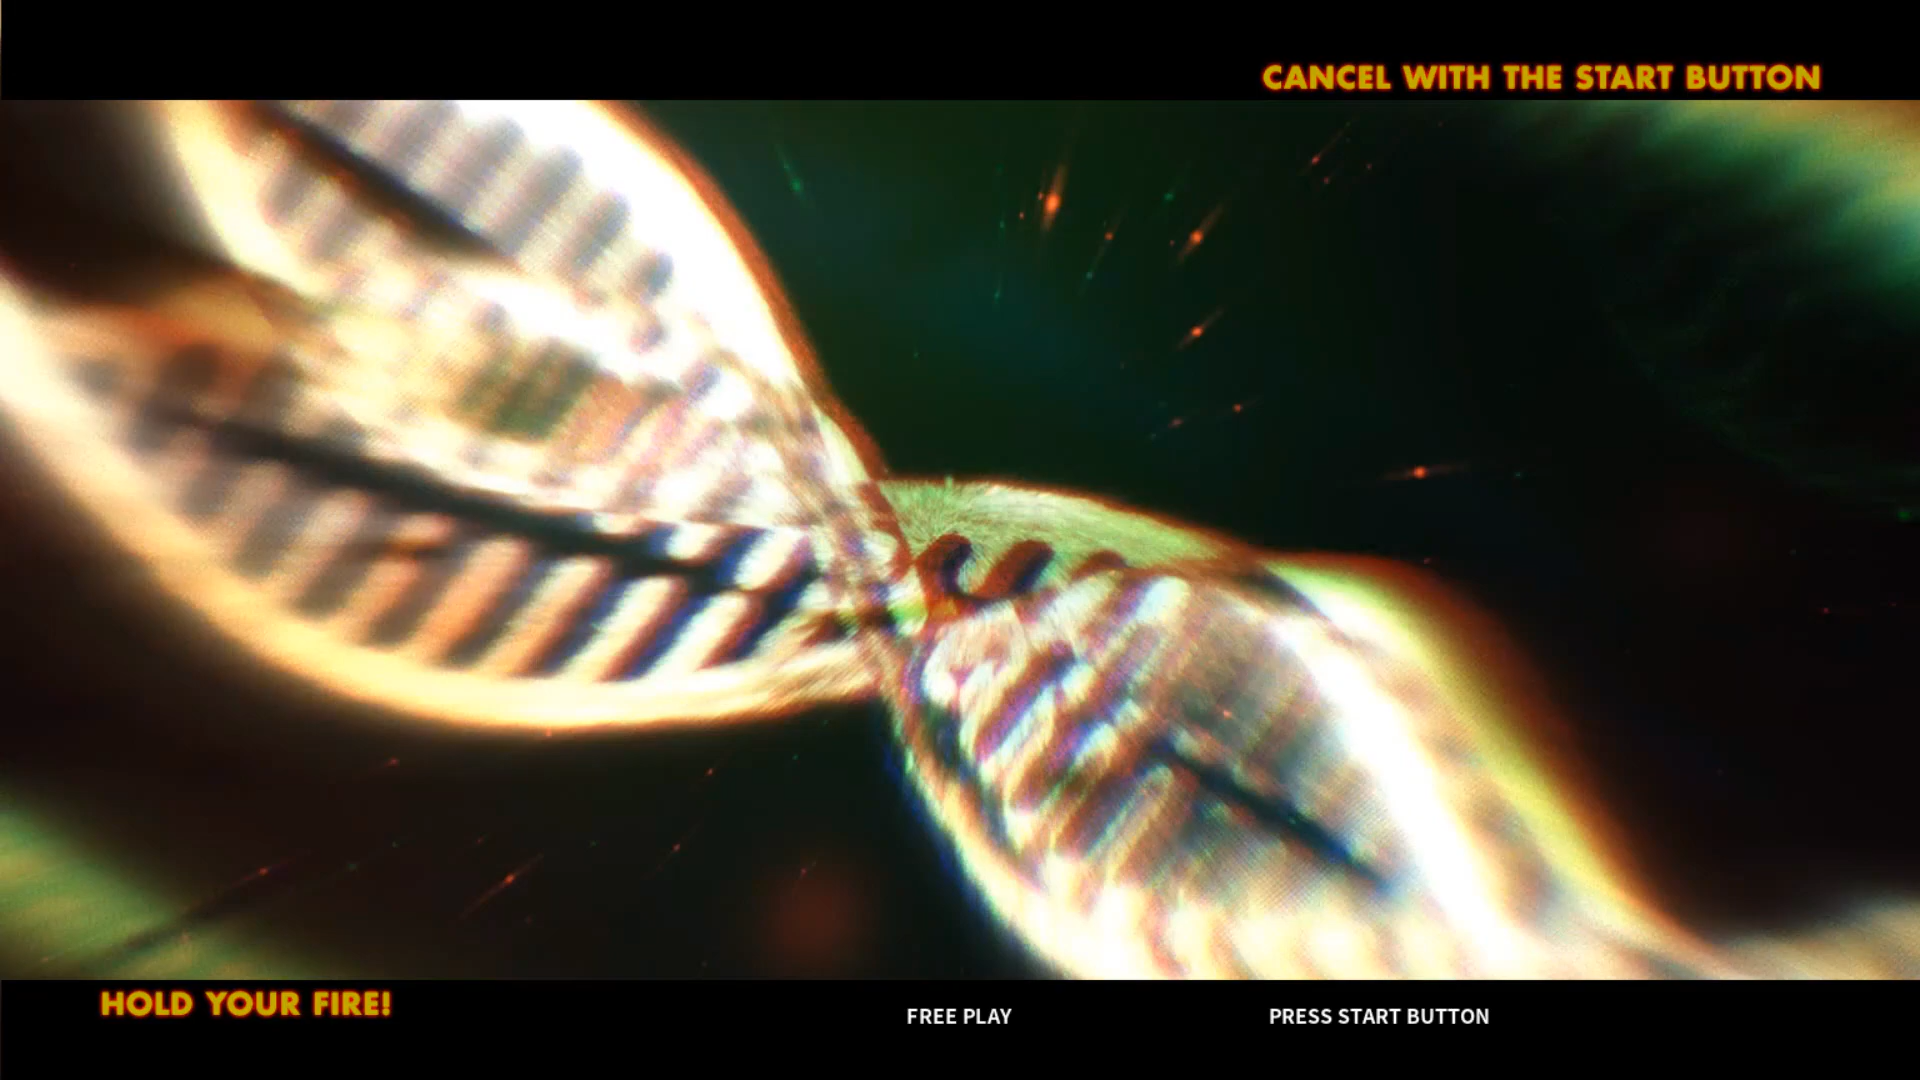 CANCEL WITH THE START BUTTON
HOLD YOUR FIRE!
FREE PLAY
PRESS START BUTTON